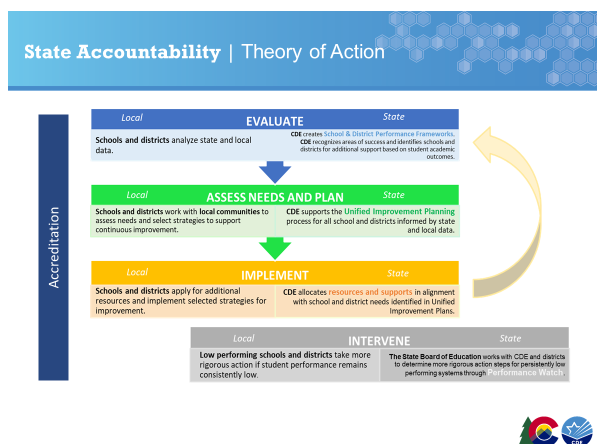 State Accountability | Theory of Action
Accreditation
Local EVALUATE State
Schools and districts analyze state and local
data.
CDE creates School & District Performance Frameworks.
CDE recognizes areas of success and identifies schools and
districts for additional support based on student academic
outcomes.
Local ASSESS NEEDS AND PLAN State
Schools and districts work with local communities to
assess needs and select strategies to support
continuous improvement.
CDE supports the Unified Improvement Planning
process for all school and districts informed by state
and local data.
Local IMPLEMENT State
Schools and districts apply for additional
resources and implement selected strategies for
improvement.
CDE allocates resources and supports in alignment
with school and district needs identified in Unified
Improvement Plans.
Local INTERVENE State
Low performing schools and districts take more
rigorous action if student performance remains
consistently low.
The State Board of Education works with CDE and districts
to determine more rigorous action steps for persistently low
performing systems through Performance Watch.
CDE